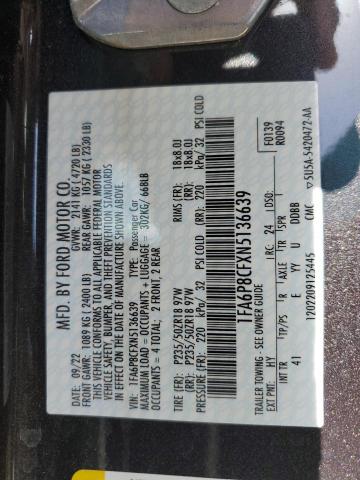 MFD. BY FORD MOTOR CO.
DATE: 09/22 GVWR: 2141 KG (4720 LB)
FRONT GAWR: 1089 KG (2400 LB) REAR GAWR: 1057 KG (2330 LB)
THIS VEHICLE CONFORMS TO ALL APPLICABLE FEDERAL MOTOR
VEHICLE SAFETY, BUMPER, AND THEFT PREVENTION STANDARDS
IN EFFECT ON THE DATE OF MANUFACTURE SHOWN ABOVE.
VIN: 1FA6P8CFXN5136639 TYPE: Passenger Car
MAXIMUM LOAD = OCCUPANTS + LUGGAGE = 302KG/ 668LB
OCCUPANTS = 4 TOTAL; 2 FRONT, 2 REAR
TIRE (FR): P235/50ZR18 97W RIMS (FR): 18x8.0J
TIRE (RR): P235/50ZR18 97W RIMS (RR): 18x8.0J
PRESSURE (FR): 220 kPa/ 32 PSI COLD (RR): 220 kPa/ 32 PSI COLD
1FA6P8CFXN5136639
TRAILER TOWING - SEE OWNER GUIDE
F0139
R0094
EXT PNT: HY RC: 24 DSO:
INT TR TP/PS R AXLE TR SPR
41 E YY U DDBB
1202209125445 CMC 5U5A-5420472-AA